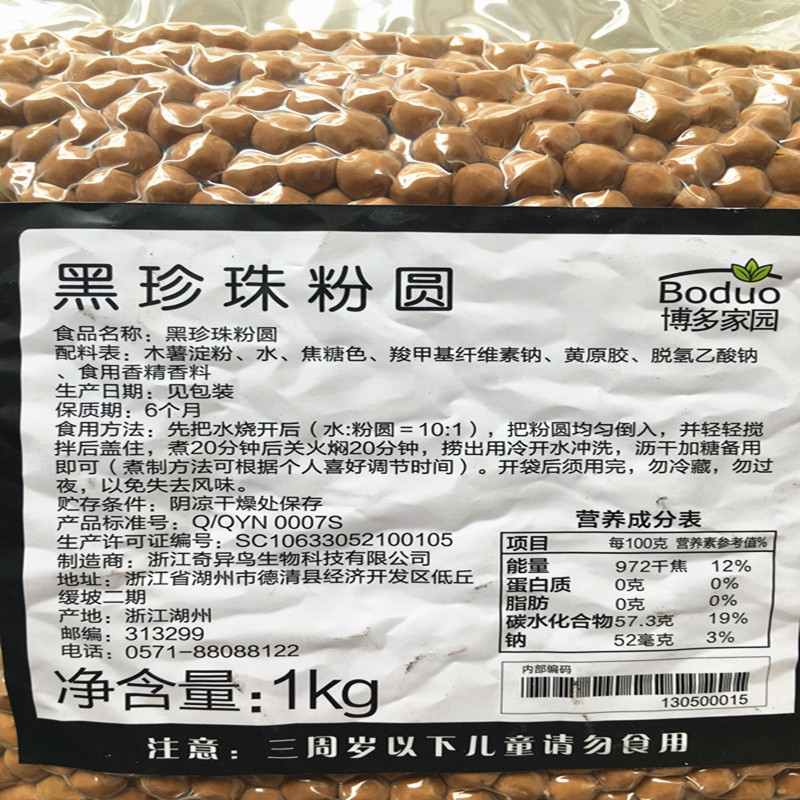 黑珍珠粉圆
Boduo
博多家园
食品名称：黑珍珠粉圆
配料表：木薯淀粉、水、焦糖色、羧甲基纤维素钠、黄原胶、脱氢乙酸钠
、食用香精香料
生产日期：见包装
保质期：6个月
食用方法：先把水烧开后（水:粉圆＝10:1），把粉圆均匀倒入，并轻轻搅
拌后盖住，煮20分钟后关火焖20分钟，捞出用冷开水冲洗，沥干加糖备用
即可（煮制方法可根据个人喜好调节时间）。开袋后须用完，勿冷藏，勿过
夜，以免失去风味。
贮存条件：阴凉干燥处保存
产品标准号：Q/QYN 0007S
生产许可证编号：SC10633052100105
制造商：浙江奇异鸟生物科技有限公司
地址：浙江省湖州市德清县经济开发区低丘
缓坡二期
产地：浙江湖州
邮编：313299
电话：0571-88088122
净含量:1kg
营养成分表
项目 每100克 营养素参考值%
能量 972千焦 12%
蛋白质 0克 0%
脂肪 0克 0%
碳水化合物 57.3克 19%
钠 52毫克 3%
内部编码
130500015
注意：三周岁以下儿童请勿食用